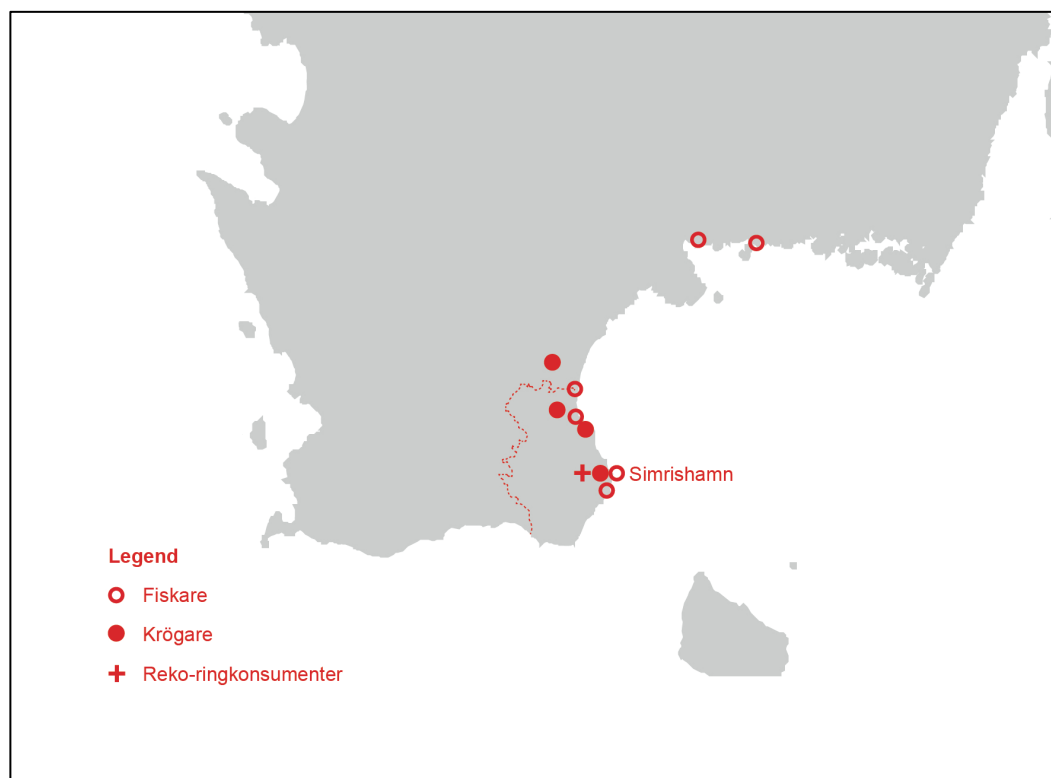 Simrishamn
Legend
Fiskare
Krögare
Reko-ringkonsumenter